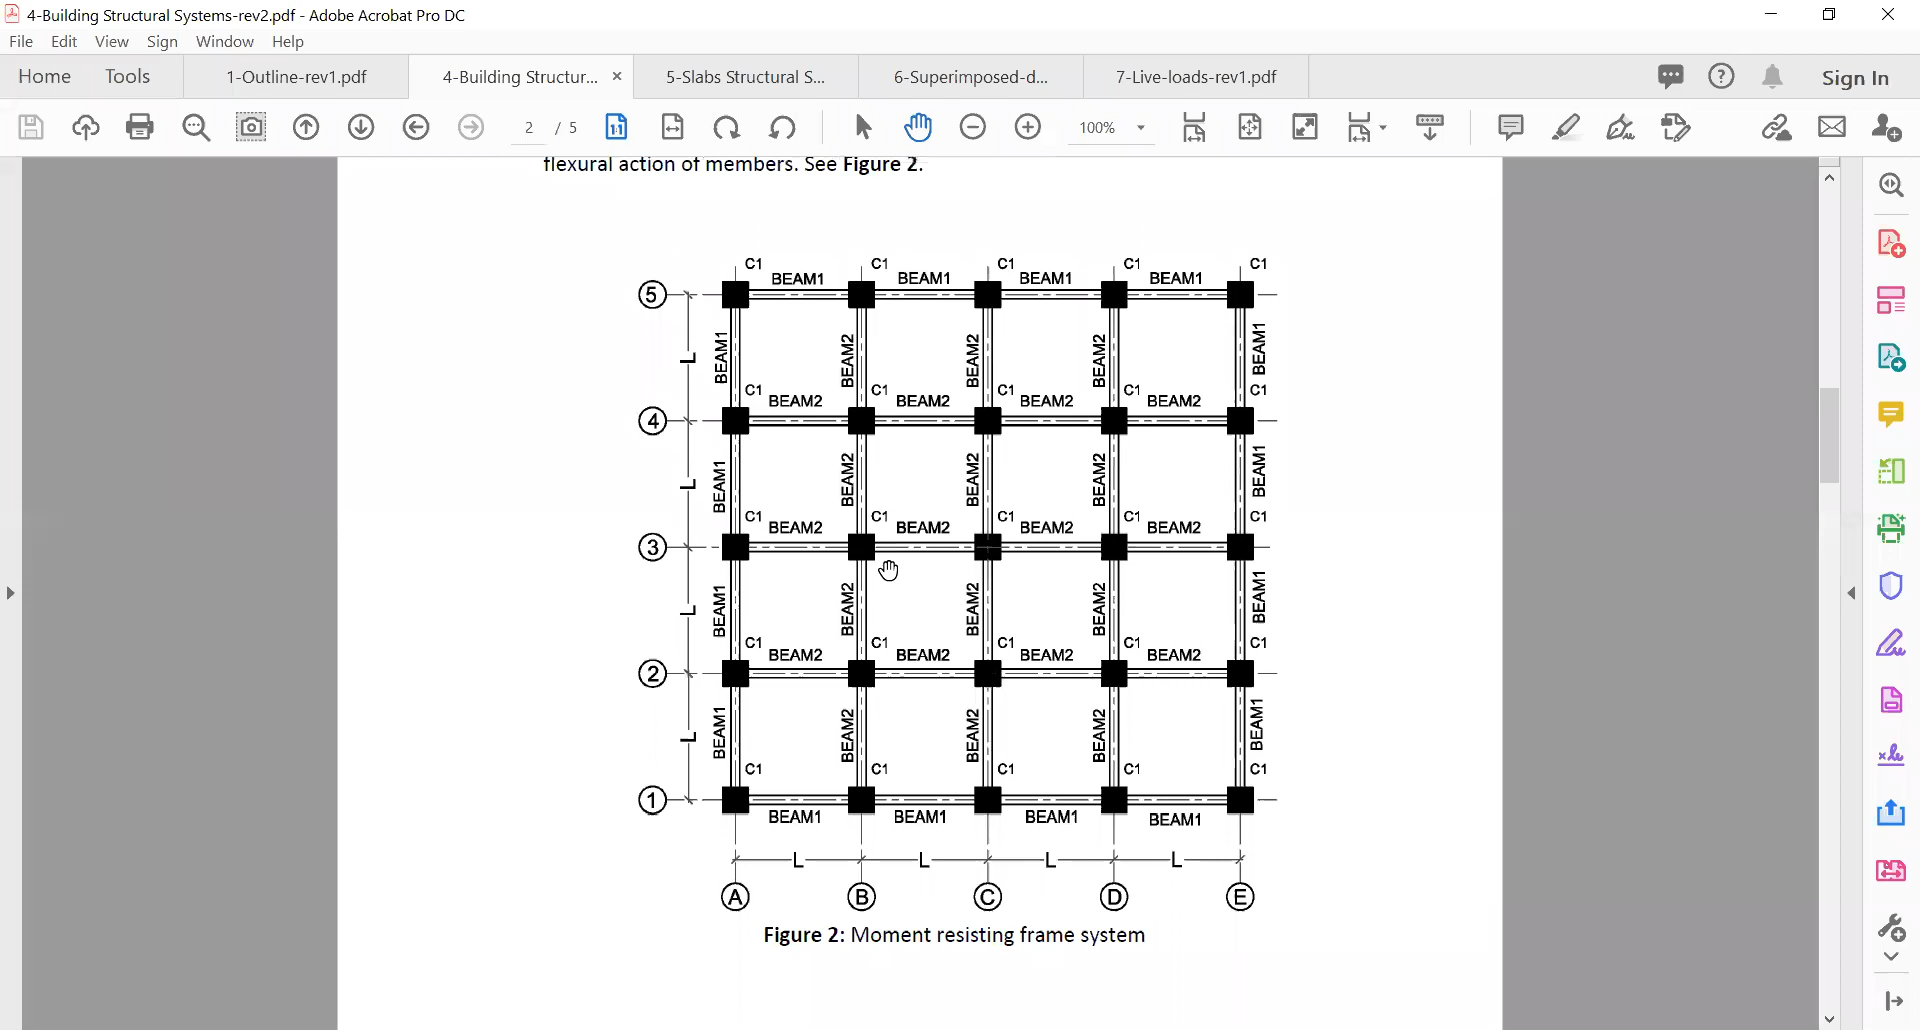 4-Building Structural Systems-rev2.pdf - Adobe Acrobat Pro DC
File Edit View Sign Window Help
Home Tools 1-Outline-rev1.pdf 4-Building Structur... × 5-Slabs Structural S... 6-Superimposed-d... 7-Live-loads-rev1.pdf Sign In
2 / 5 100%
flexural action of members. See Figure 2.
C1 C1 C1 C1 C1
BEAM1 BEAM1 BEAM1 BEAM1
5
L BEAM1 BEAM2 BEAM2 BEAM2 BEAM1
C1 C1 C1 C1 C1
BEAM2 BEAM2 BEAM2 BEAM2
4
L BEAM1 BEAM2 BEAM2 BEAM2 BEAM1
C1 C1 C1 C1 C1
BEAM2 BEAM2 BEAM2 BEAM2
3
L BEAM1 BEAM2 BEAM2 BEAM2 BEAM1
C1 C1 C1 C1 C1
BEAM2 BEAM2 BEAM2 BEAM2
2
L BEAM1 BEAM2 BEAM2 BEAM2 BEAM1
C1 C1 C1 C1 C1
1
BEAM1 BEAM1 BEAM1 BEAM1
L L L L
A B C D E
Figure 2: Moment resisting frame system